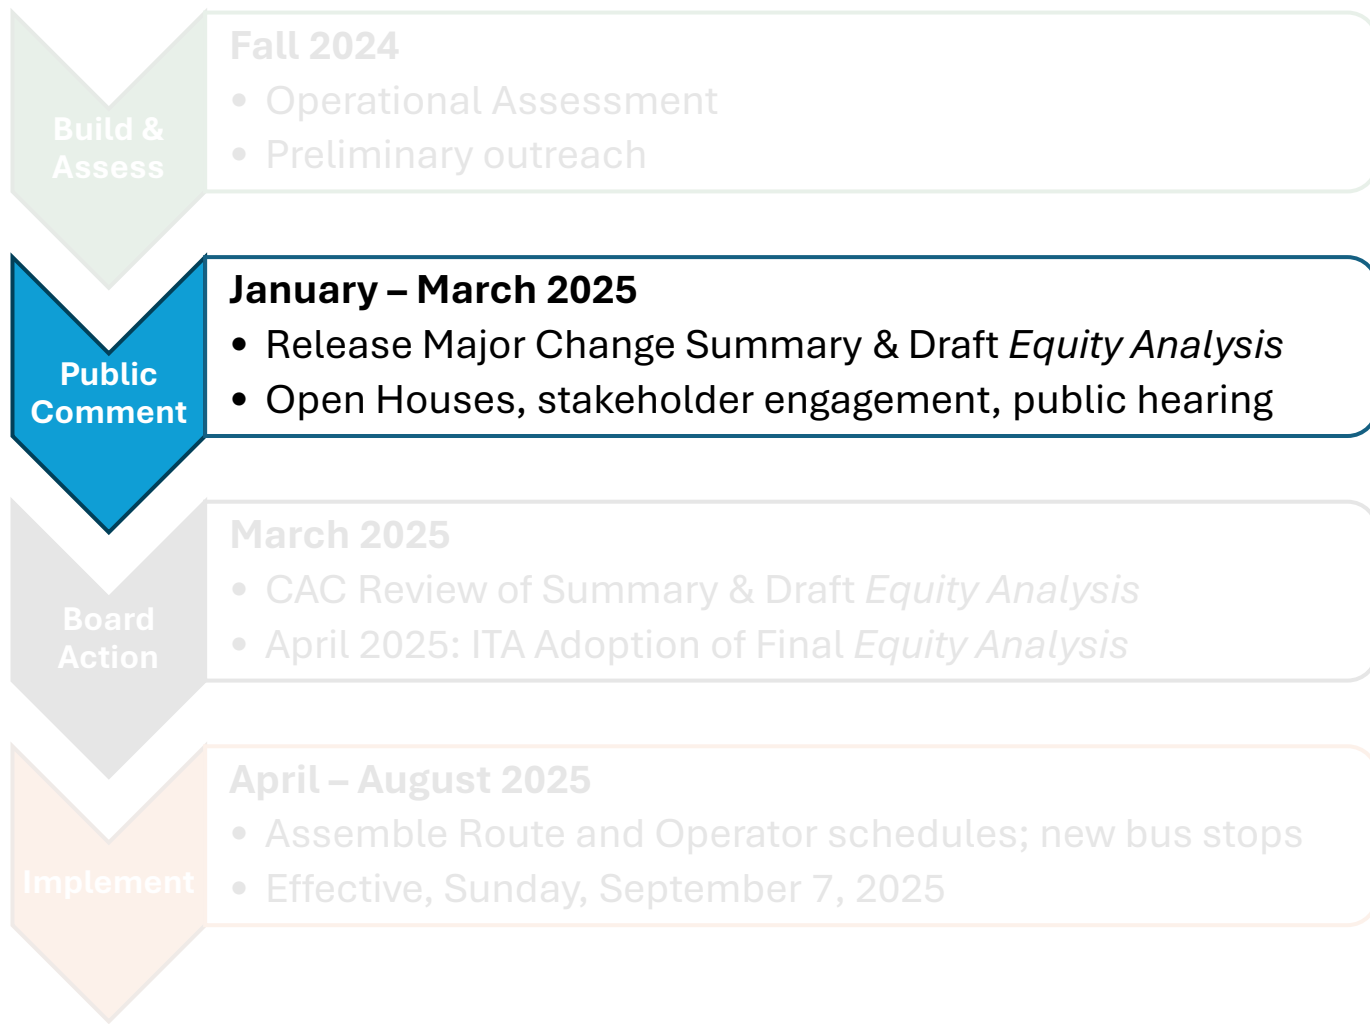 Build &
Assess
Fall 2024
• Operational Assessment
• Preliminary outreach
Public
Comment
January – March 2025
• Release Major Change Summary & Draft Equity Analysis
• Open Houses, stakeholder engagement, public hearing
Board
Action
March 2025
• CAC Review of Summary & Draft Equity Analysis
• April 2025: ITA Adoption of Final Equity Analysis
Implement
April – August 2025
• Assemble Route and Operator schedules; new bus stops
• Effective, Sunday, September 7, 2025